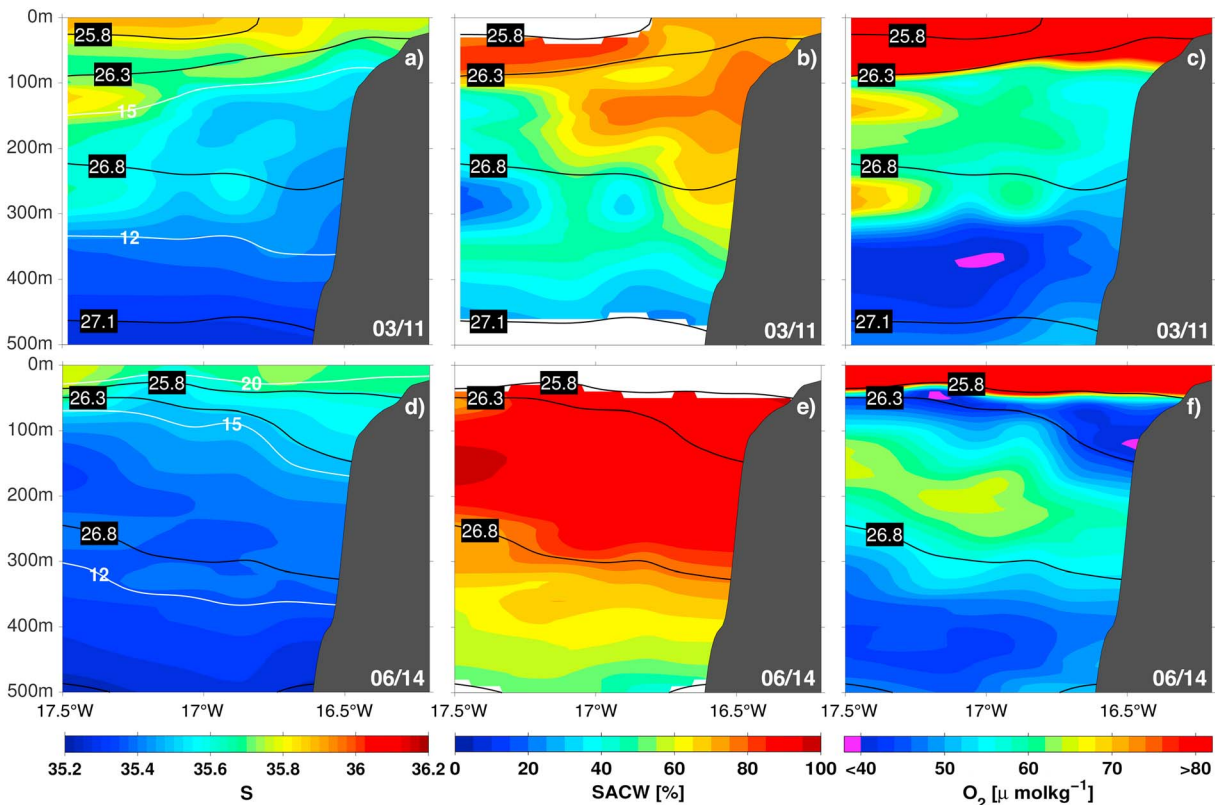 0m
100m
200m
300m
400m
500m
25.8
26.3
15
26.8
12
27.1
a)
03/11
25.8
26.3
26.8
27.1
b)
03/11
25.8
26.3
26.8
27.1
c)
03/11
0m
100m
200m
300m
400m
500m
25.8
20
26.3
15
26.8
12
d)
06/14
25.8
26.3
26.8
e)
06/14
25.8
26.3
26.8
f)
06/14
17.5°W 17°W 16.5°W
17.5°W 17°W 16.5°W
17.5°W 17°W 16.5°W
35.2 35.4 35.6 35.8 36 36.2
S
0 20 40 60 80 100
SACW [%]
<40 50 60 70 >80
O₂ [μ molkg⁻¹]